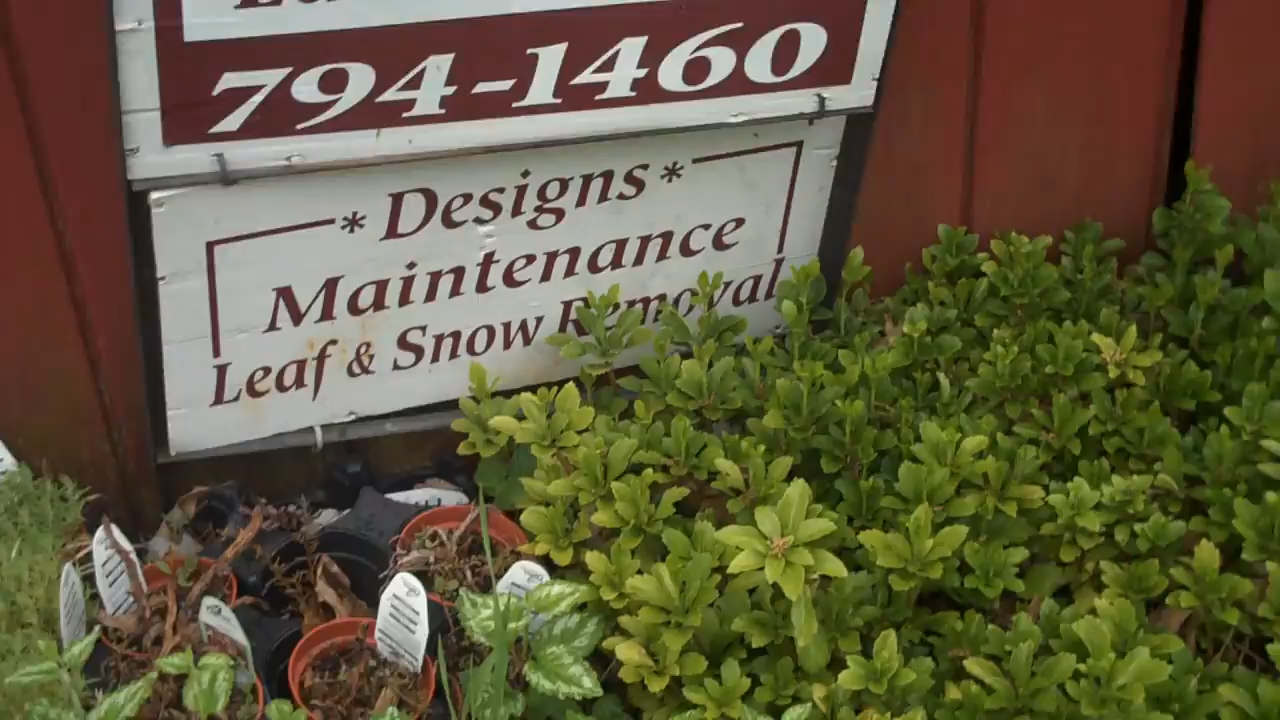 794-1460
* Designs *
Maintenance
Leaf & Snow Removal